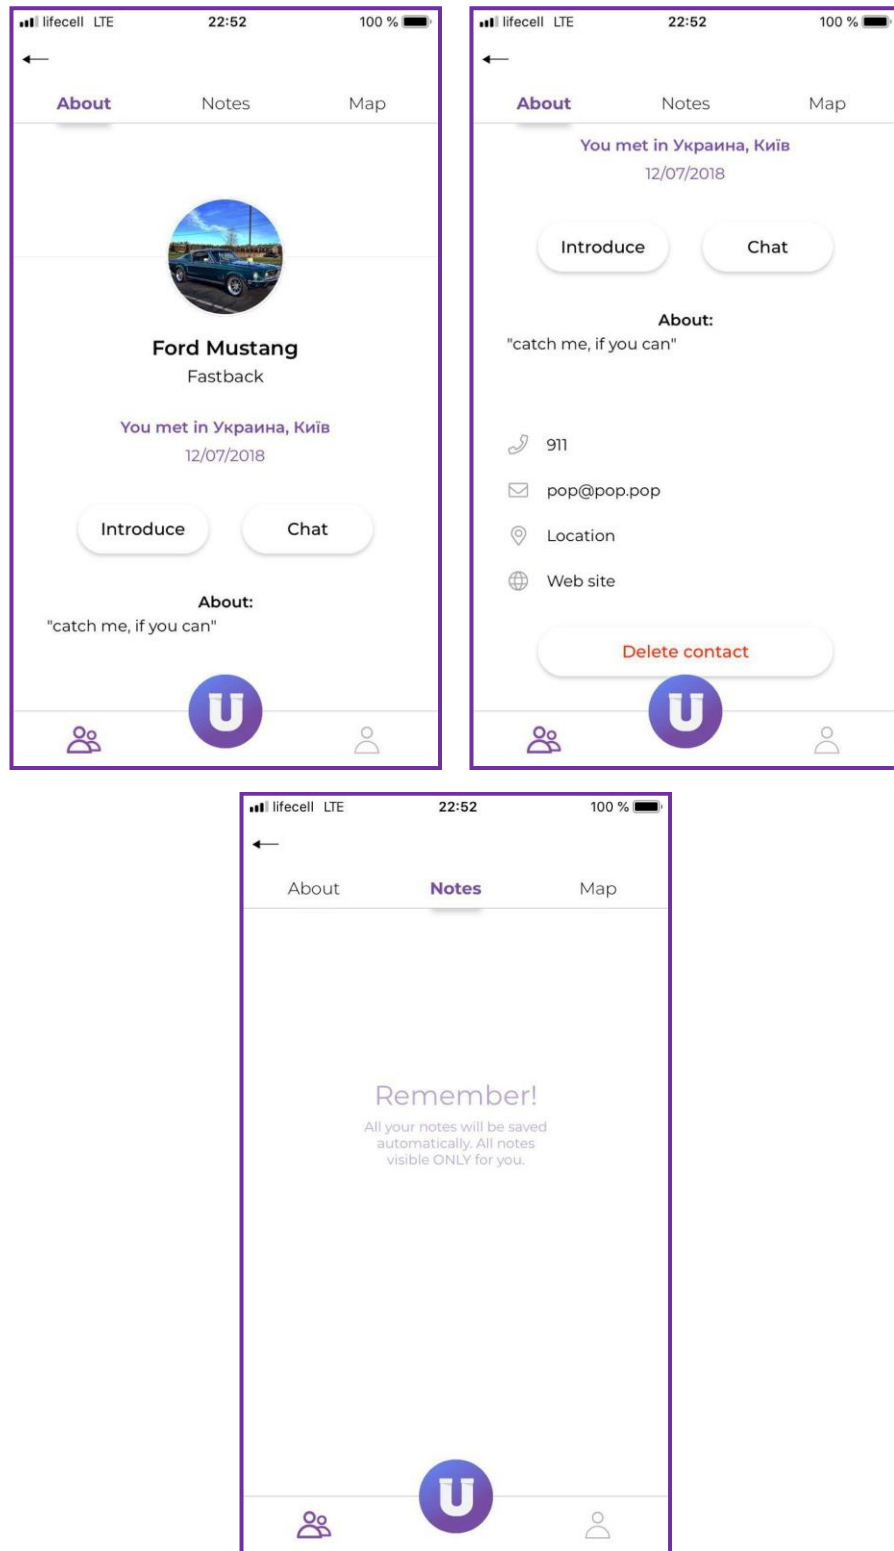 lifecell LTE 22:52 100 %
About Notes Map
Ford Mustang
Fastback
You met in Украина, Київ
12/07/2018
Introduce Chat
About:
"catch me, if you can"
U
lifecell LTE 22:52 100 %
About Notes Map
You met in Украина, Київ
12/07/2018
Introduce Chat
About:
"catch me, if you can"
911
pop@pop.pop
Location
Web site
Delete contact
U
lifecell LTE 22:52 100 %
About Notes Map
Remember!
All your notes will be saved
automatically. All notes
visible ONLY for you.
U